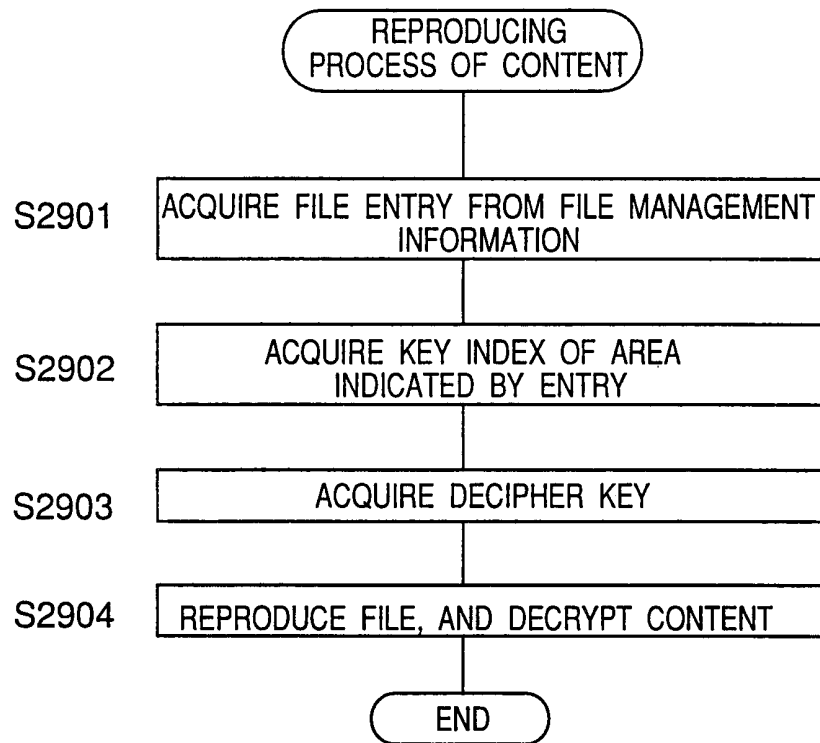 REPRODUCING
PROCESS OF CONTENT
S2901
ACQUIRE FILE ENTRY FROM FILE MANAGEMENT
INFORMATION
S2902
ACQUIRE KEY INDEX OF AREA
INDICATED BY ENTRY
S2903
ACQUIRE DECIPHER KEY
S2904
REPRODUCE FILE, AND DECRYPT CONTENT
END